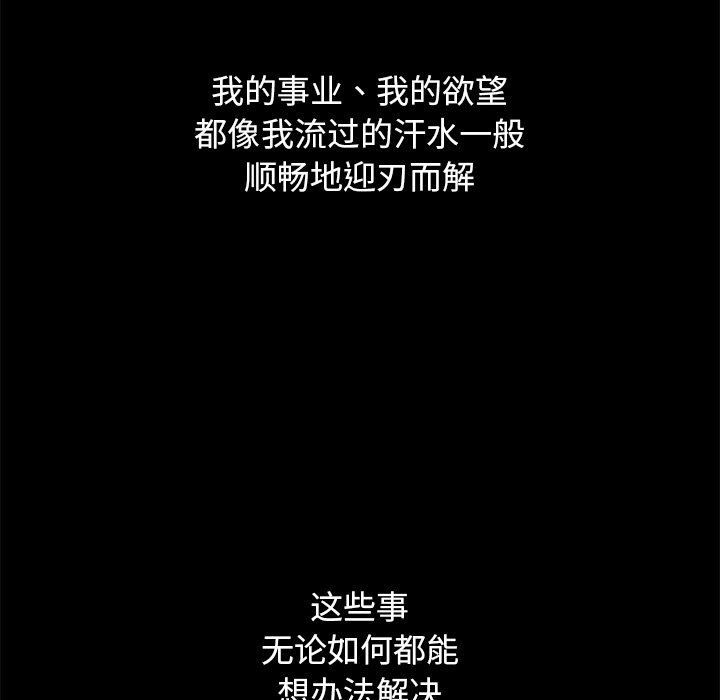 我的事业、我的欲望
都像我流过的汗水一般
顺畅地迎刃而解
这些事
无论如何都能
想办法解决